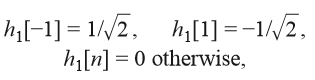 h₁[-1] = 1/√2, h₁[1] = -1/√2,
h₁[n] = 0 otherwise,